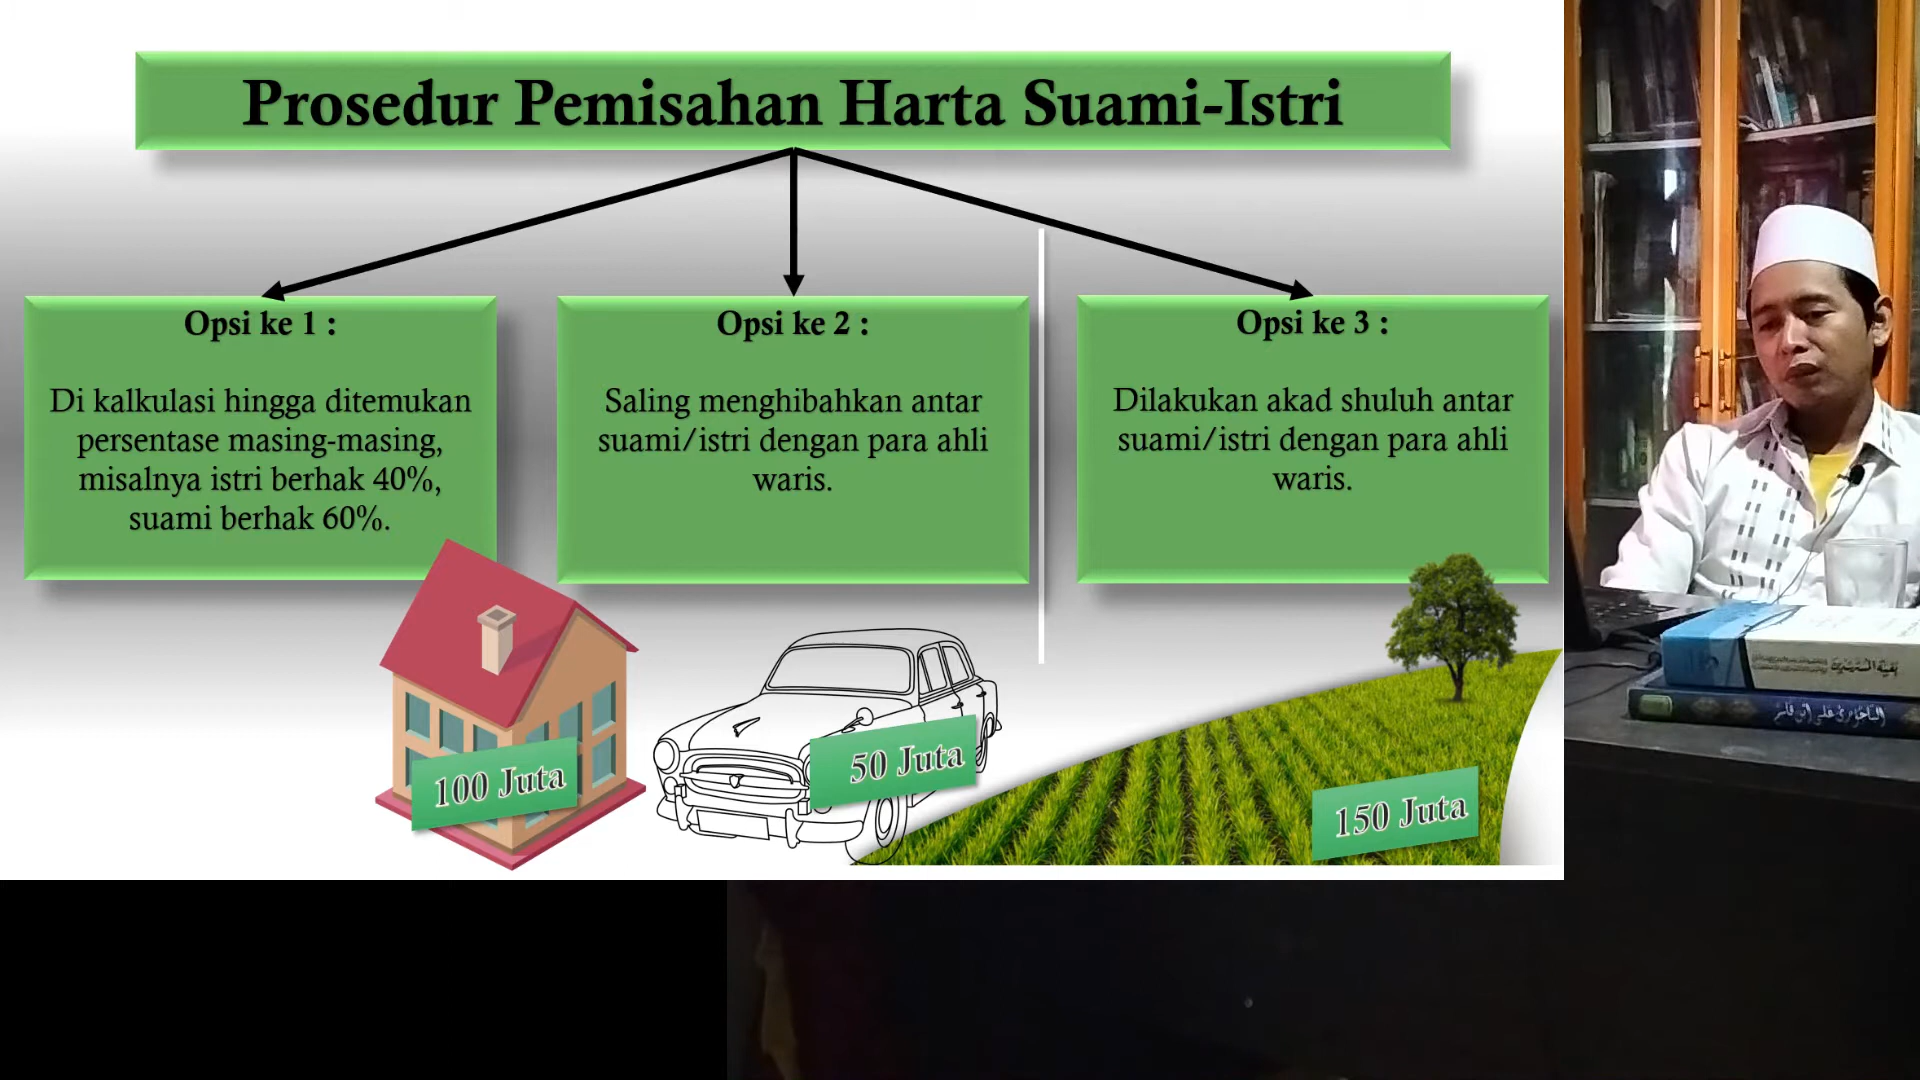 Prosedur Pemisahan Harta Suami-Istri
Opsi ke 1 :
Di kalkulasi hingga ditemukan
persentase masing-masing,
misalnya istri berhak 40%,
suami berhak 60%.
Opsi ke 2 :
Saling menghibahkan antar
suami/istri dengan para ahli
waris.
Opsi ke 3 :
Dilakukan akad shuluh antar
suami/istri dengan para ahli
waris.
100 Juta
50 Juta
150 Juta
بغية المسترشدين